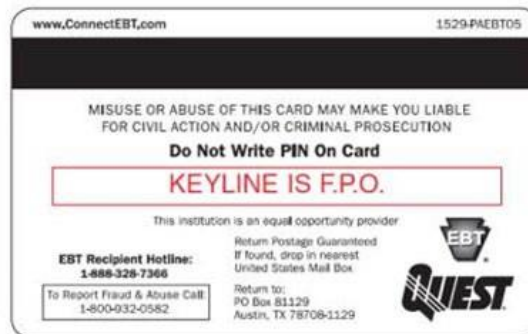 www.ConnectEBT.com 1529-PAEBT05
MISUSE OR ABUSE OF THIS CARD MAY MAKE YOU LIABLE
FOR CIVIL ACTION AND/OR CRIMINAL PROSECUTION
Do Not Write PIN On Card
KEYLINE IS F.P.O.
This institution is an equal opportunity provider
EBT Recipient Hotline:
1-888-328-7366
To Report Fraud & Abuse Call:
1-800-932-0582
Return Postage Guaranteed
If found, drop in nearest
United States Mail Box
Return to:
PO Box 81129
Austin, TX 78708-1129
EBT
QUEST